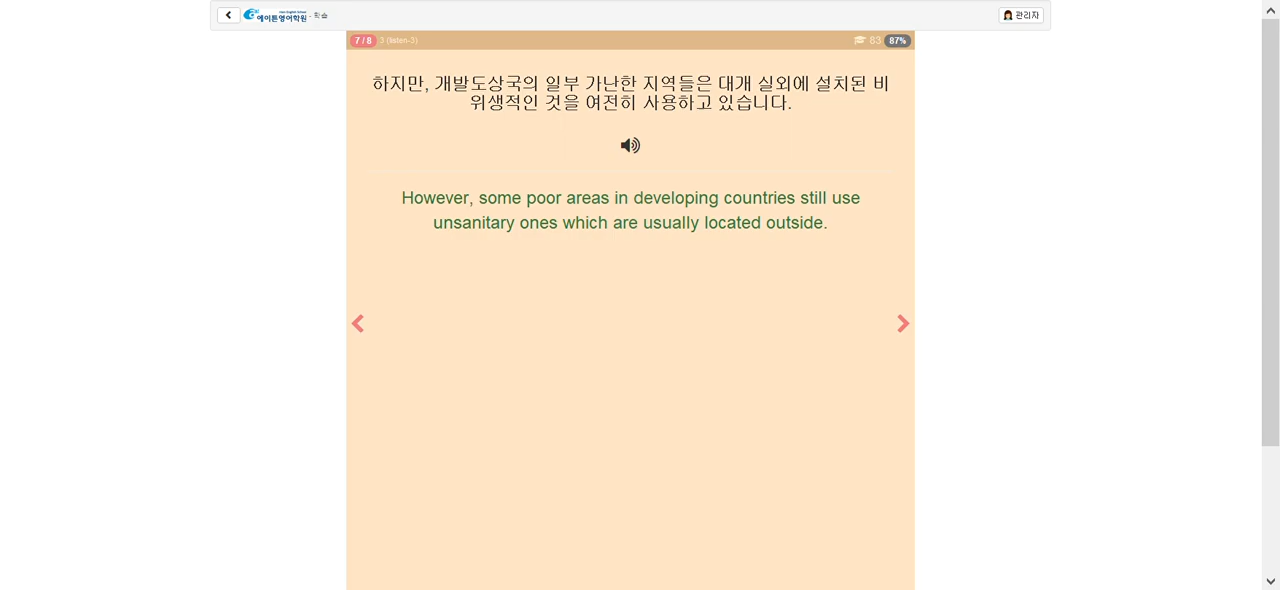 에이튼영어학원 - 학습
관리자
7 / 8 3 (listen-3) 83 87%
하지만, 개발도상국의 일부 가난한 지역들은 대개 실외에 설치된 비
위생적인 것을 여전히 사용하고 있습니다.
However, some poor areas in developing countries still use
unsanitary ones which are usually located outside.